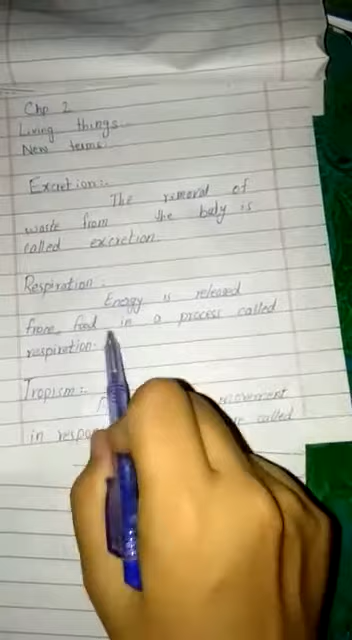 Chp 2
Living things.
New terms.
Excretion:-
The removal of
waste from the body is
called excretion.
Respiration:
Energy is released
from food in a process called
respiration.
Tropism:-
movement
in called